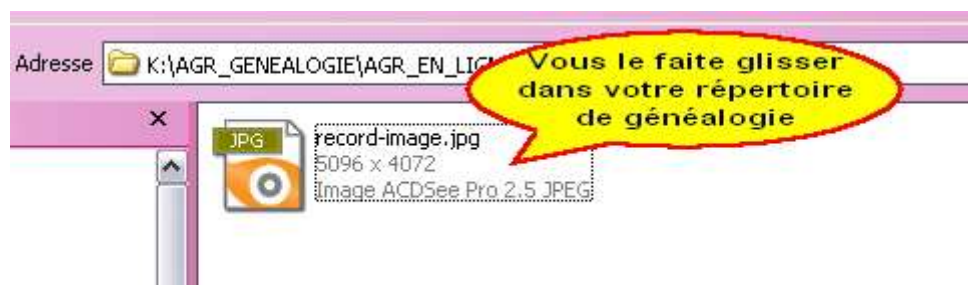 Adresse K:\AGR_GENEALOGIE\AGR_EN_LIG
Vous le faite glisser
dans votre répertoire
de généalogie
JPG
record-image.jpg
5096 x 4072
Image ACDSee Pro 2.5 JPEG